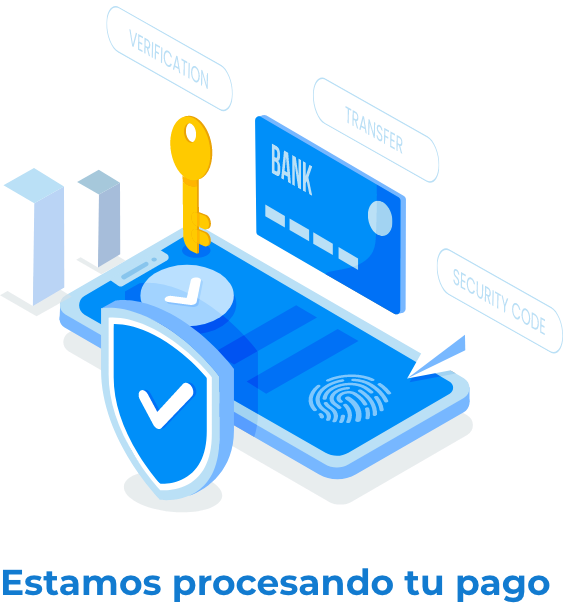 VERIFICATION
TRANSFER
BANK
SECURITY CODE
Estamos procesando tu pago